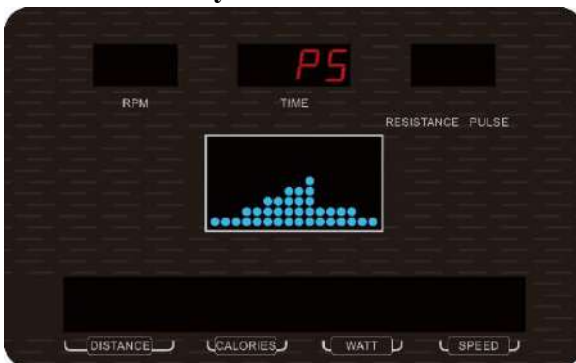 P5
RPM
TIME
RESISTANCE PULSE
DISTANCE
CALORIES
WATT
SPEED